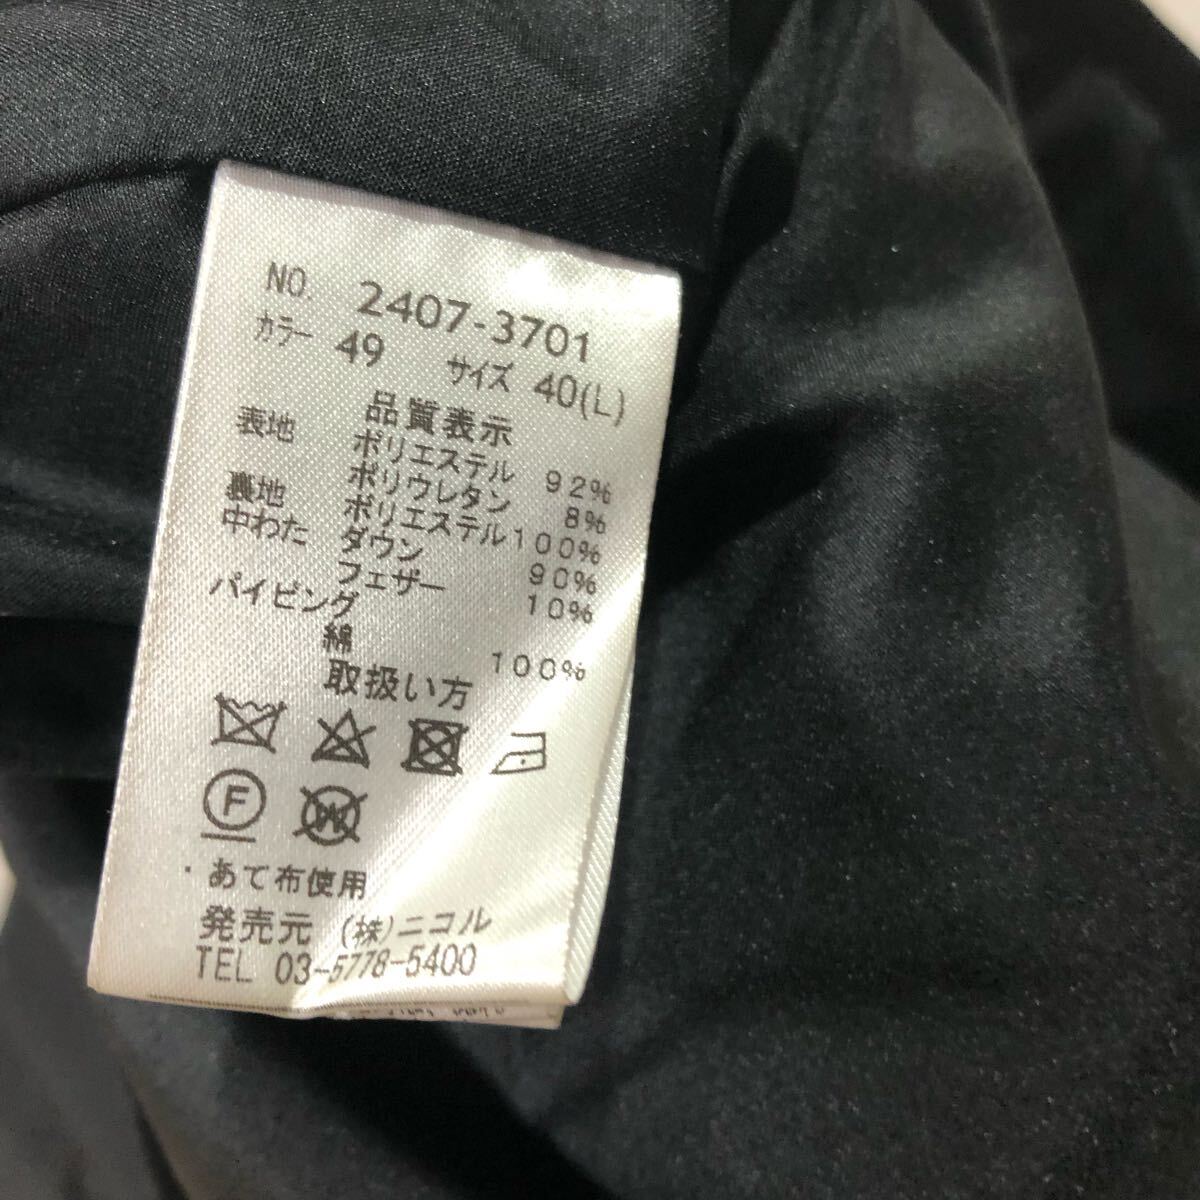 NO. 2407-3701
カラー 49 サイズ 40(L)
品質表示
表地 ポリエステル 92%
ポリウレタン 8%
裏地 ポリエステル 100%
中わた ダウン 90%
フェザー 10%
パイピング
綿 100%
取扱い方
F
W
・あて布使用
発売元 (株)ニコル
TEL 03-5778-5400